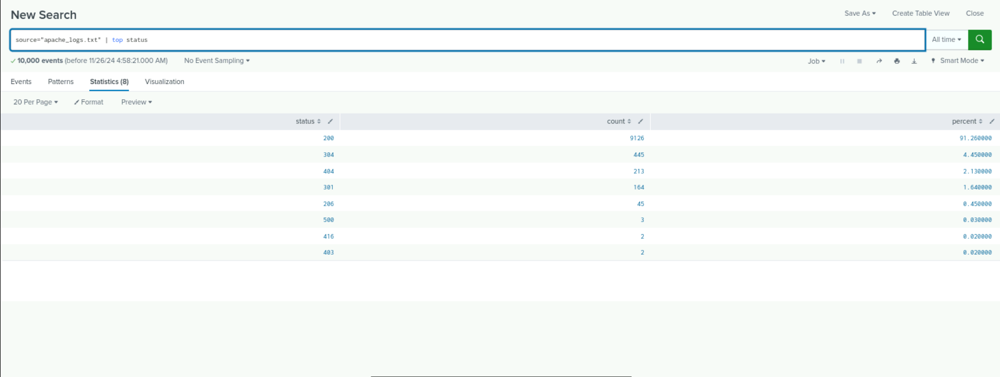 New Search
Save As Create Table View Close
source="apache_logs.txt" | top status
All time
10,000 events (before 11/26/24 4:58:21.000 AM) No Event Sampling
Job Smart Mode
Events Patterns Statistics (8) Visualization
20 Per Page Format Preview
status count percent
200 9126 91.260000
304 445 4.450000
404 213 2.130000
301 164 1.640000
206 45 0.450000
500 3 0.030000
416 2 0.020000
403 2 0.020000